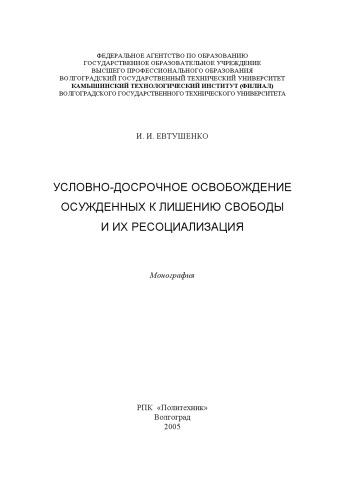 ФЕДЕРАЛЬНОЕ АГЕНТСТВО ПО ОБРАЗОВАНИЮ
ГОСУДАРСТВЕННОЕ ОБРАЗОВАТЕЛЬНОЕ УЧРЕЖДЕНИЕ
ВЫСШЕГО ПРОФЕССИОНАЛЬНОГО ОБРАЗОВАНИЯ
ВОЛГОГРАДСКИЙ ГОСУДАРСТВЕННЫЙ ТЕХНИЧЕСКИЙ УНИВЕРСИТЕТ
КАМЫШИНСКИЙ ТЕХНОЛОГИЧЕСКИЙ ИНСТИТУТ (ФИЛИАЛ)
ВОЛГОГРАДСКОГО ГОСУДАРСТВЕННОГО ТЕХНИЧЕСКОГО УНИВЕРСИТЕТА
И. И. ЕВТУШЕНКО
УСЛОВНО-ДОСРОЧНОЕ ОСВОБОЖДЕНИЕ
ОСУЖДЕННЫХ К ЛИШЕНИЮ СВОБОДЫ
И ИХ РЕСОЦИАЛИЗАЦИЯ
Монография
РПК «Политехник»
Волгоград
2005